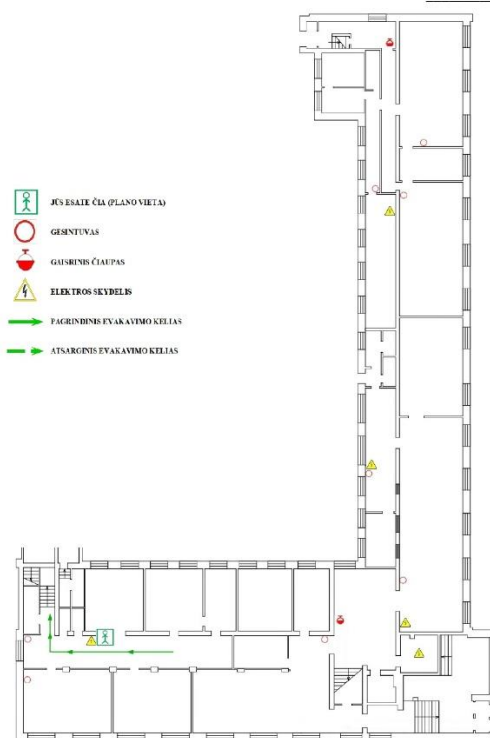 JŪS ESATE ČIA (PLANO VIETA)
GESINTUVAS
GAISRINIS ČIAUPAS
ELEKTROS SKYDELIS
PAGRINDINIS EVAKAVIMO KELIAS
ATSARGINIS EVAKAVIMO KELIAS